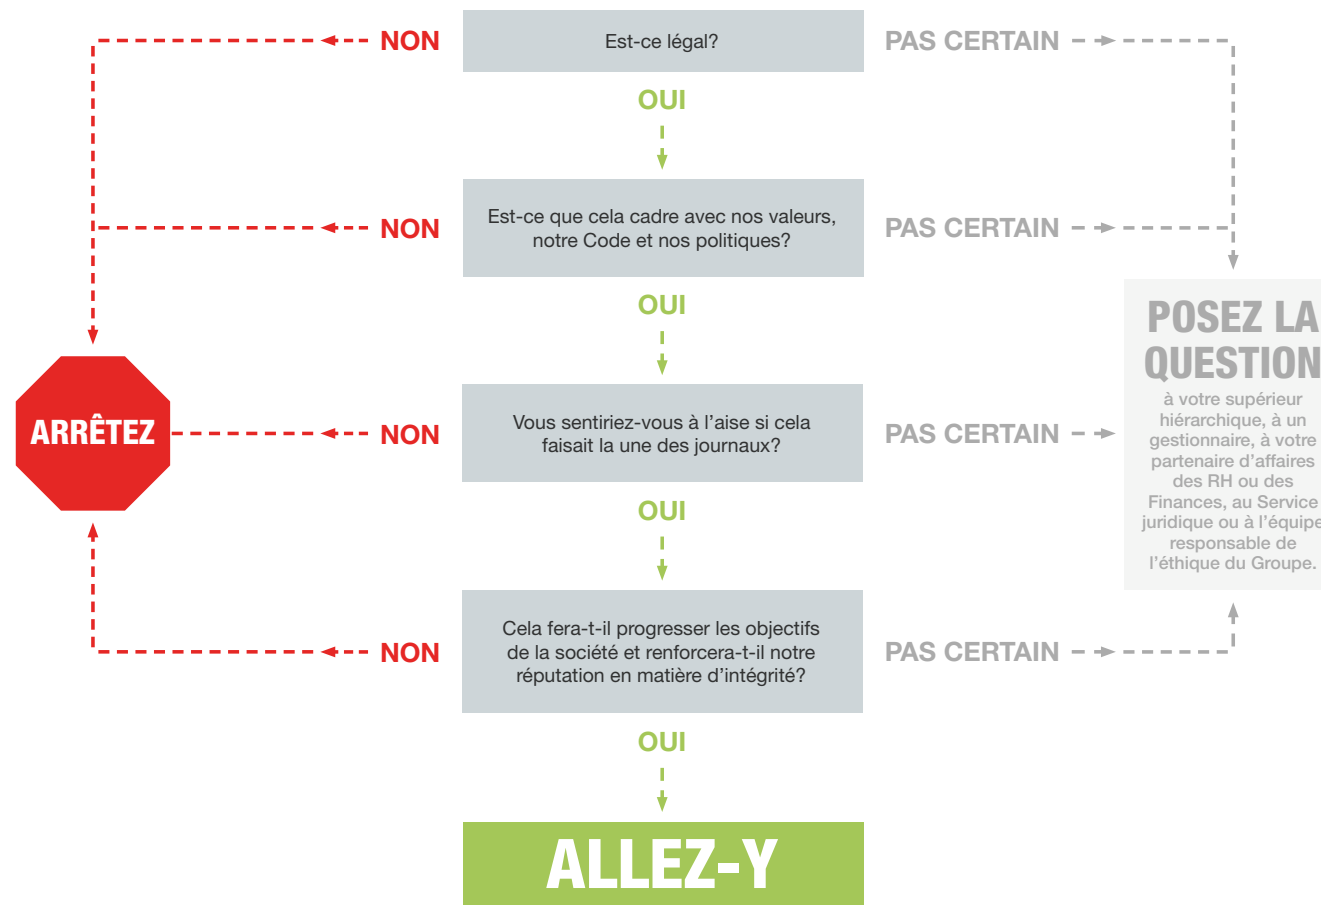 NON
Est-ce légal?
PAS CERTAIN
OUI
NON
Est-ce que cela cadre avec nos valeurs,
notre Code et nos politiques?
PAS CERTAIN
OUI
ARRÊTEZ
NON
Vous sentiriez-vous à l’aise si cela
faisait la une des journaux?
PAS CERTAIN
POSEZ LA
QUESTION
à votre supérieur
hiérarchique, à un
gestionnaire, à votre
partenaire d’affaires
des RH ou des
Finances, au Service
juridique ou à l’équipe
responsable de
l’éthique du Groupe.
OUI
NON
Cela fera-t-il progresser les objectifs
de la société et renforcera-t-il notre
réputation en matière d’intégrité?
PAS CERTAIN
OUI
ALLEZ-Y